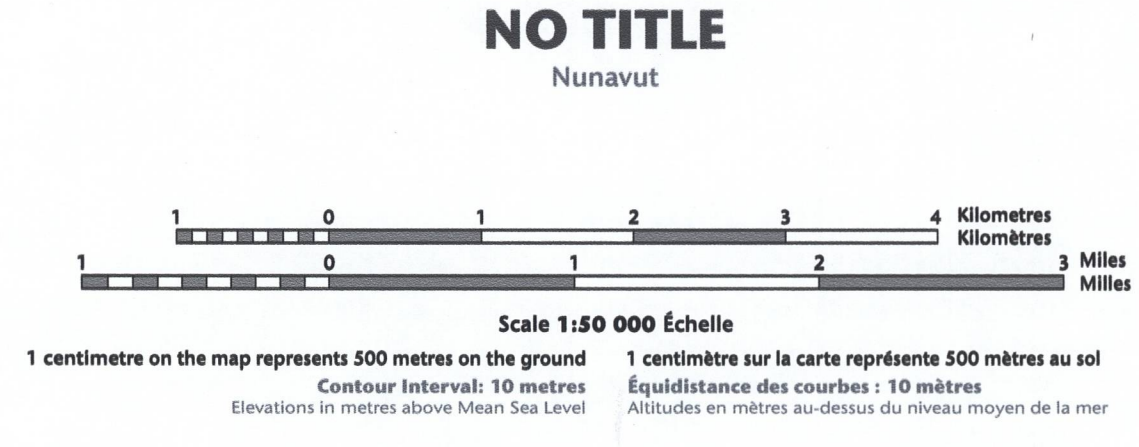 NO TITLE
Nunavut
1 0 1 2 3 4 Kilometres
Kilomètres
1 0 1 2 3 Miles
Milles
Scale 1:50 000 Échelle
1 centimetre on the map represents 500 metres on the ground
Contour Interval: 10 metres
Elevations in metres above Mean Sea Level
1 centimètre sur la carte représente 500 mètres au sol
Équidistance des courbes : 10 mètres
Altitudes en mètres au-dessus du niveau moyen de la mer